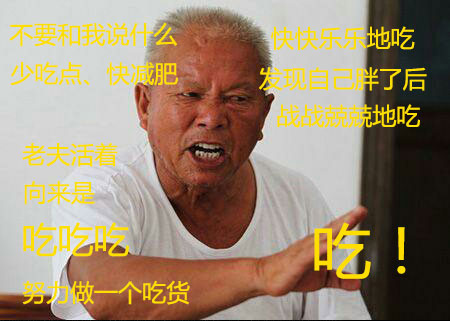 不要和我说什么
少吃点、快减肥
快快乐乐地吃
发现自己胖了后
战战兢兢地吃
老夫活着
向来是
吃吃吃
努力做一个吃货
吃！